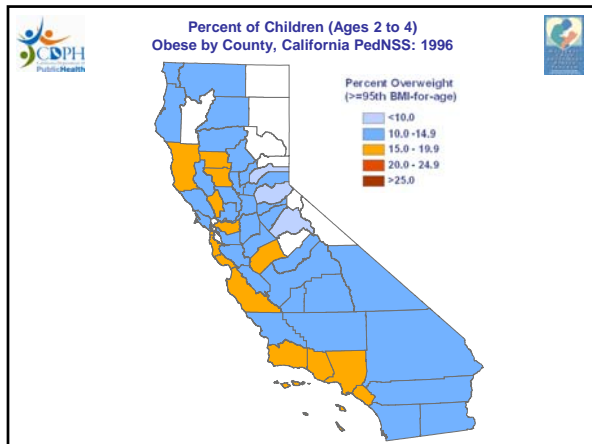 Percent of Children (Ages 2 to 4)
Obese by County, California PedNSS: 1996
CDPH
PublicHealth
Percent Overweight
(>=95th BMI-for-age)
<10.0
10.0 -14.9
15.0 - 19.9
20.0 - 24.9
>25.0